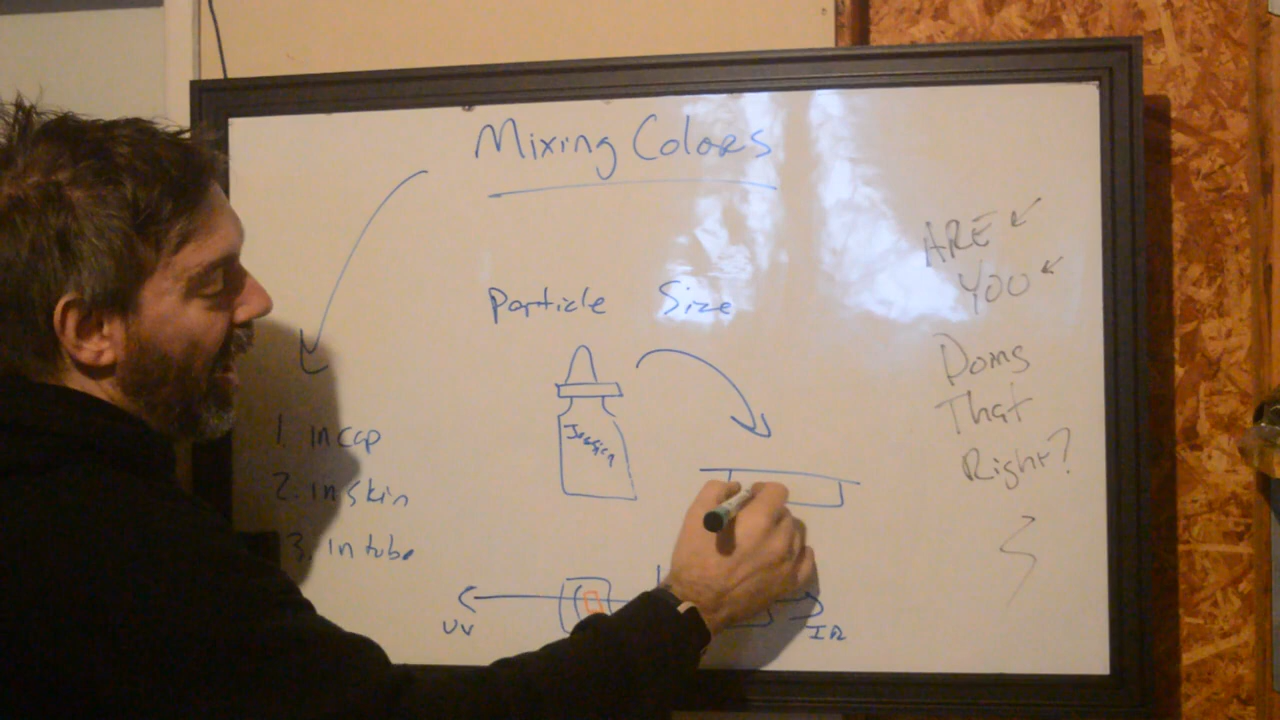 Mixing Colors
Particle Size
1. in cap
2. in skin
3. in tube
UV
IR
ARE
YOU
Doing
That
Right?